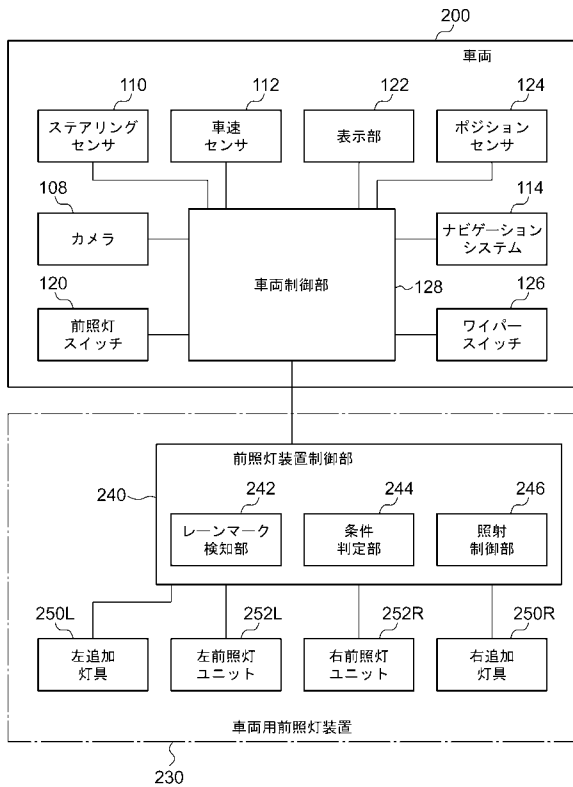 200
車両
110
112
122
124
ステアリング
センサ
車速
センサ
表示部
ポジション
センサ
108
114
カメラ
車両制御部
ナビゲーション
システム
120
128
126
前照灯
スイッチ
ワイパー
スイッチ
前照灯装置制御部
240
242
244
246
レーンマーク
検知部
条件
判定部
照射
制御部
250L
252L
252R
250R
左追加
灯具
左前照灯
ユニット
右前照灯
ユニット
右追加
灯具
車両用前照灯装置
230